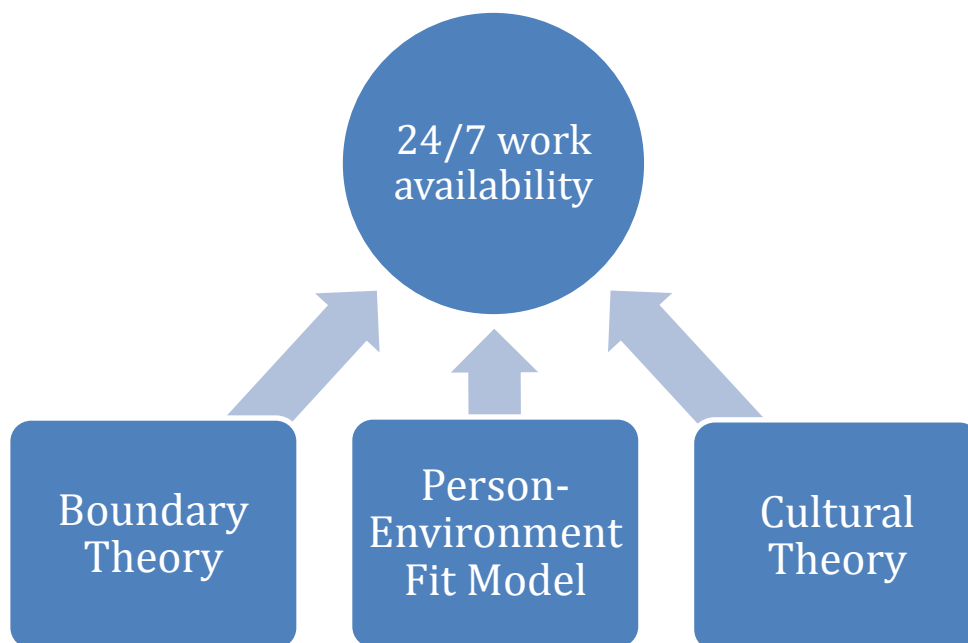 24/7 work
availability
Boundary
Theory
Person-
Environment
Fit Model
Cultural
Theory